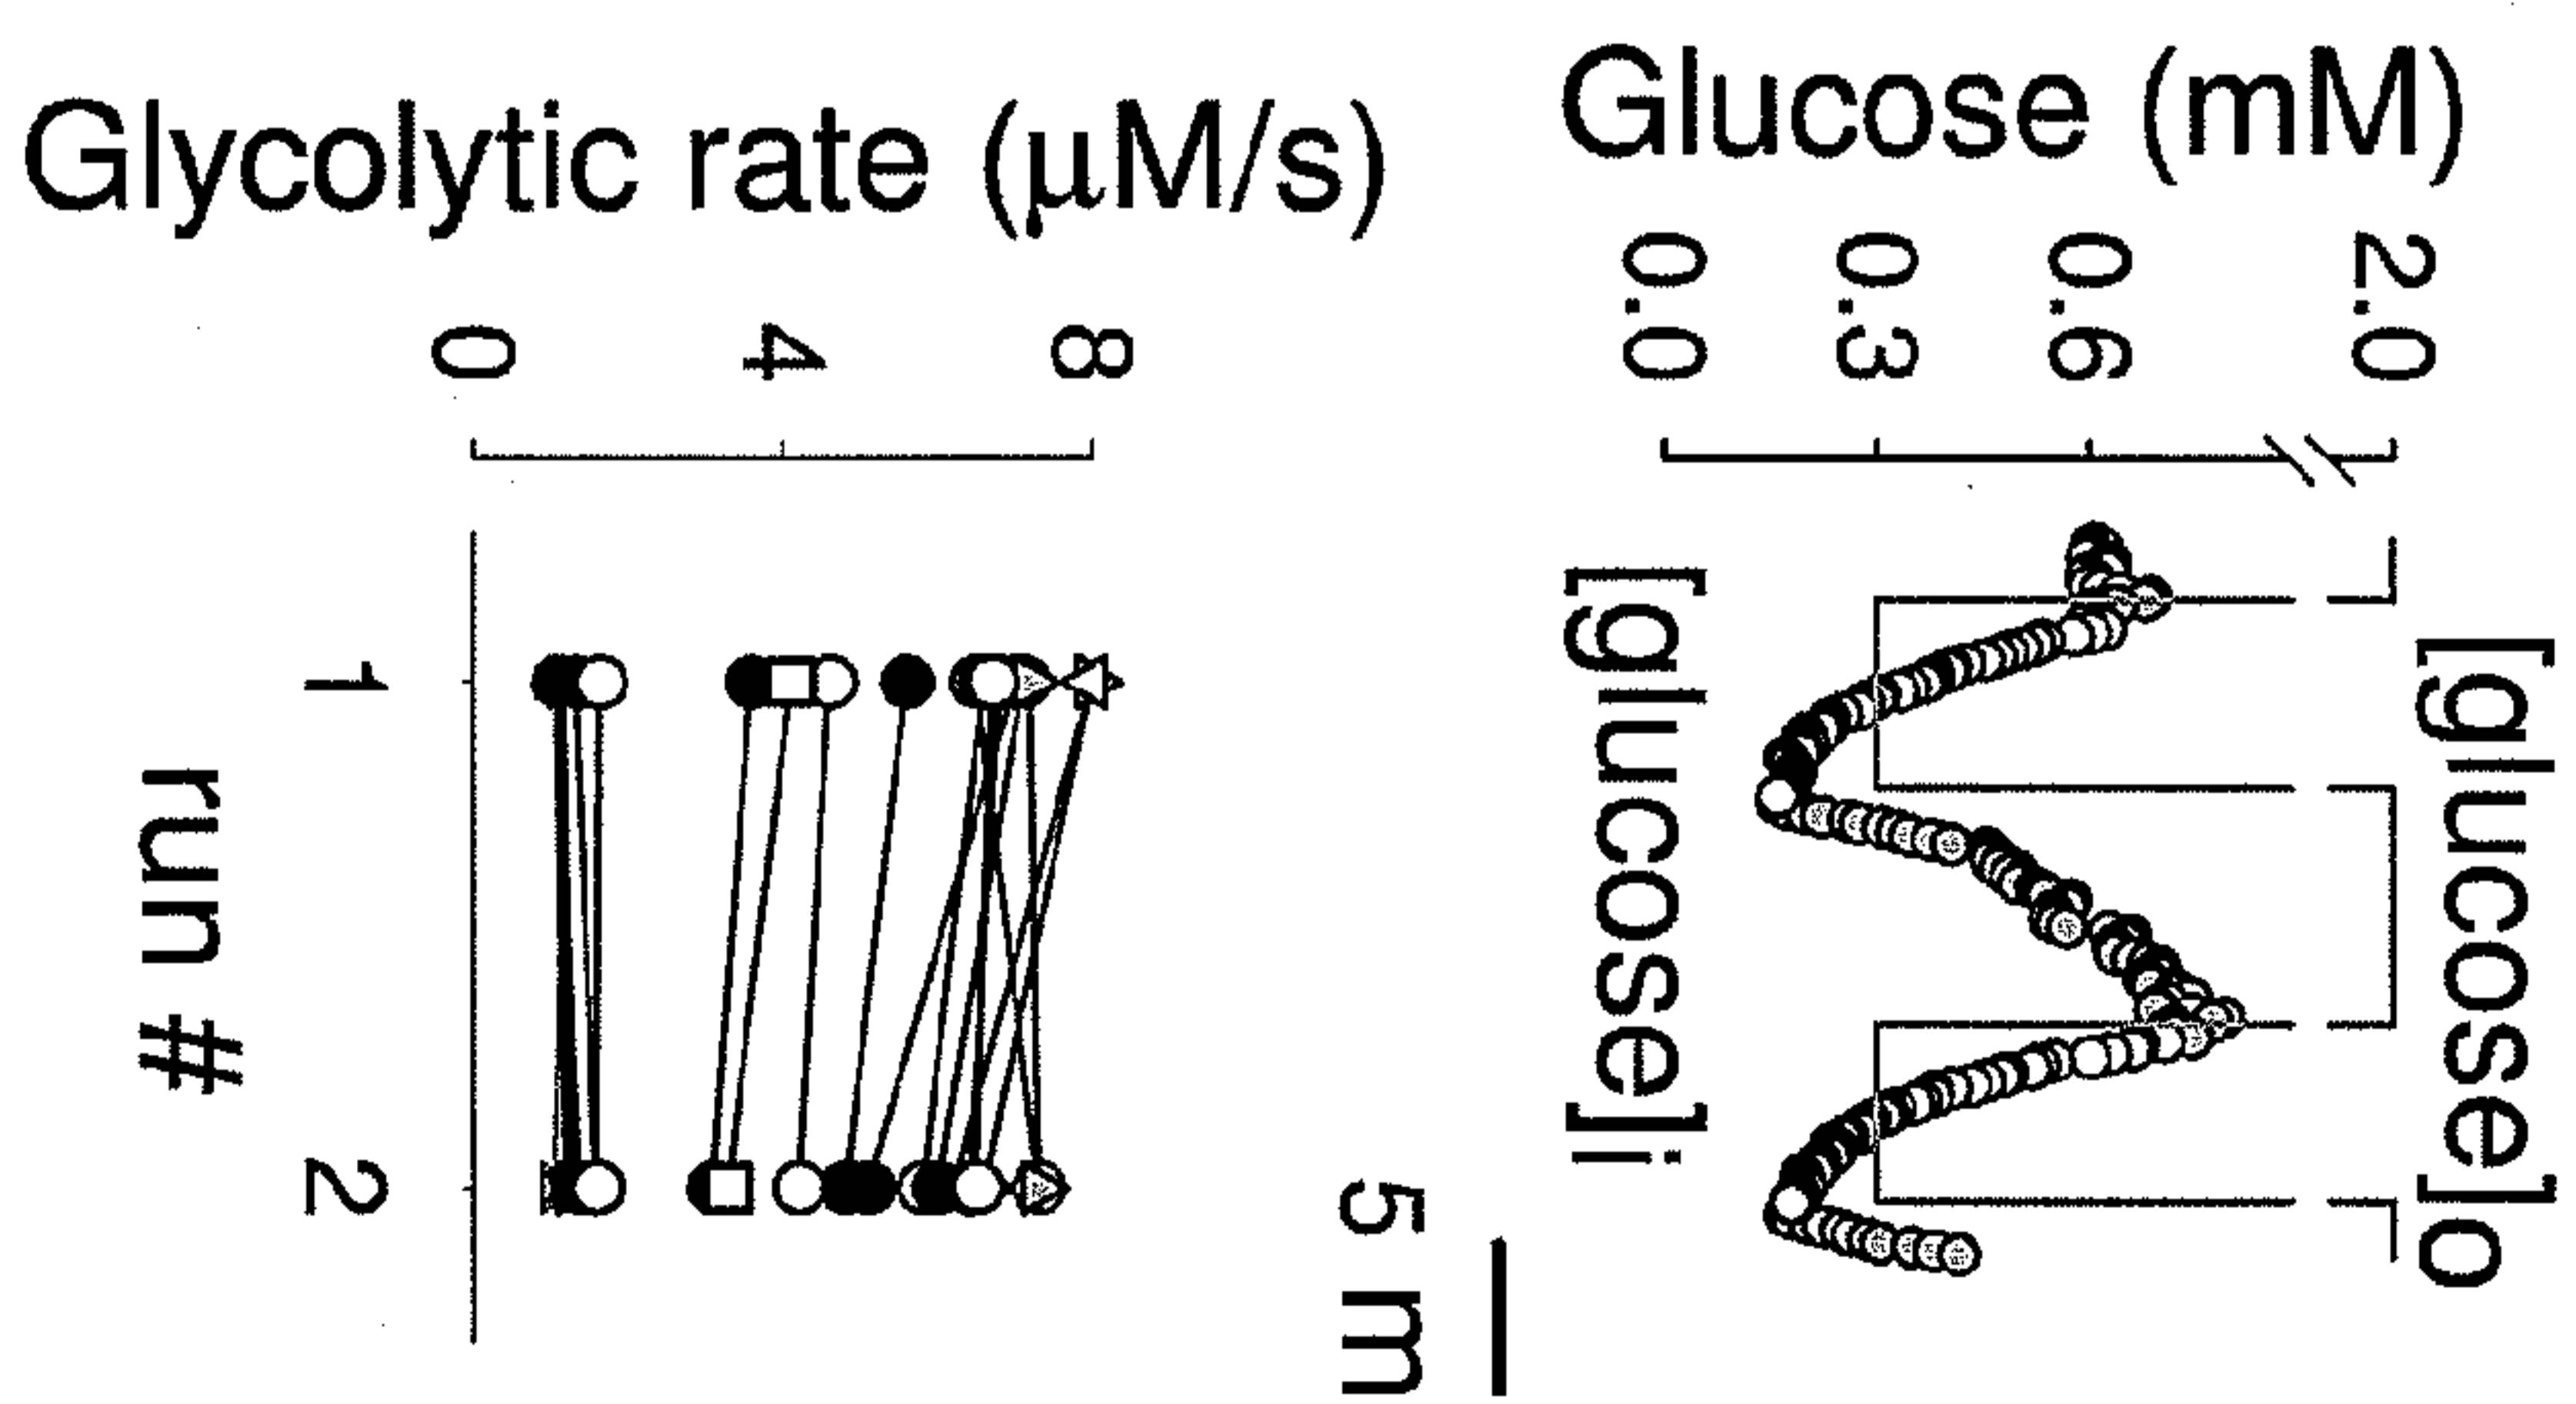 Glucose (mM)
2.0
0.6
0.3
0.0
[glucose]o
[glucose]i
5 m
Glycolytic rate (µM/s)
8
4
0
1
2
run #